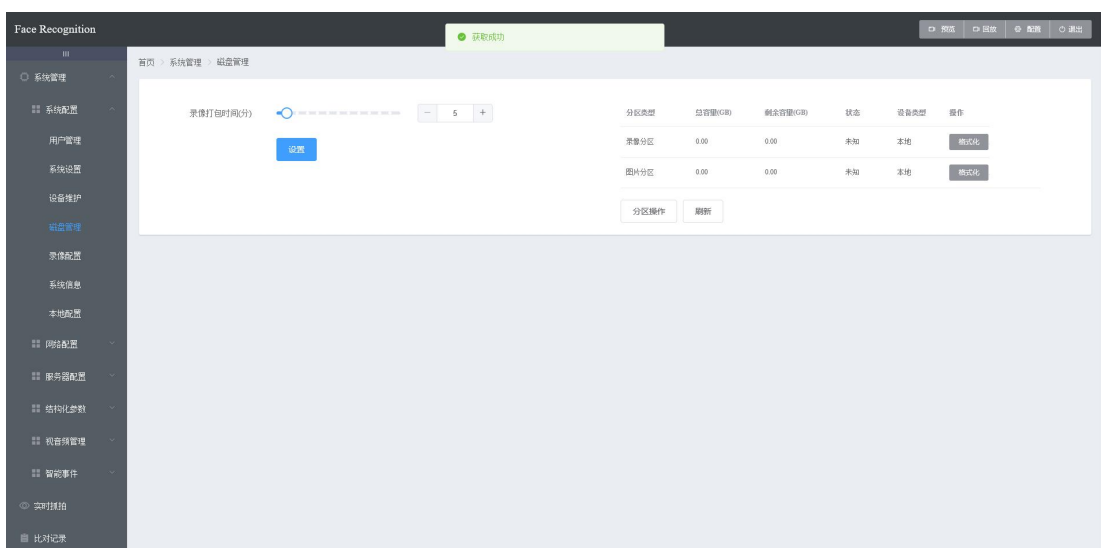 Face Recognition
获取成功
预览 回放 配置 退出
首页 > 系统管理 > 磁盘管理
系统管理
系统配置
用户管理
系统设置
设备维护
磁盘管理
录像配置
系统信息
本地配置
网络配置
服务器配置
结构化参数
视音频管理
智能事件
实时抓拍
比对记录
录像打包时间(分) − 5 +
设置
分区类型 总容量(GB) 剩余容量(GB) 状态 设备类型 操作
录像分区 0.00 0.00 未知 本地 格式化
图片分区 0.00 0.00 未知 本地 格式化
分区操作 刷新